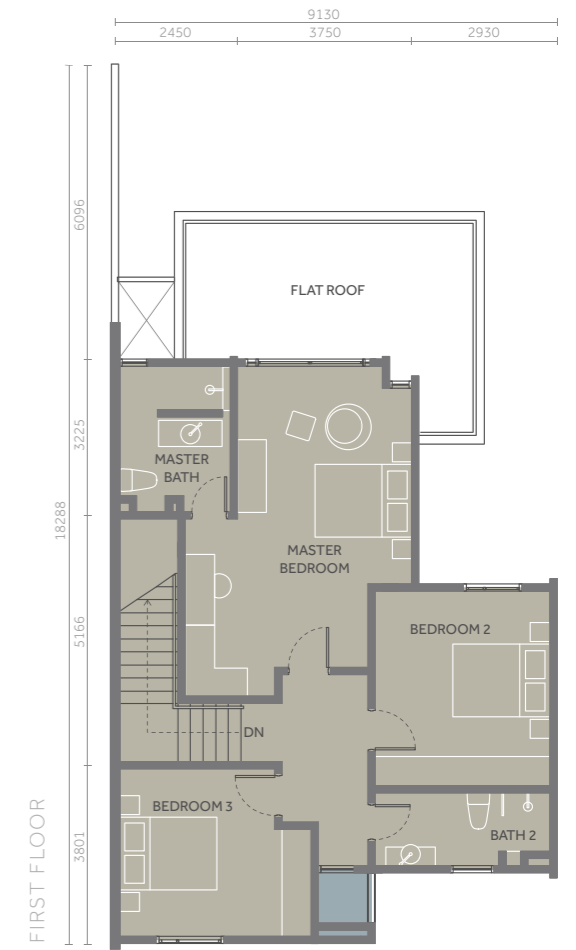 9130
2450 3750 2930
6096
FLAT ROOF
3225
MASTER
BATH
18288
MASTER
BEDROOM
5166
BEDROOM 2
DN
BEDROOM 3
BATH 2
3801
FIRST FLOOR